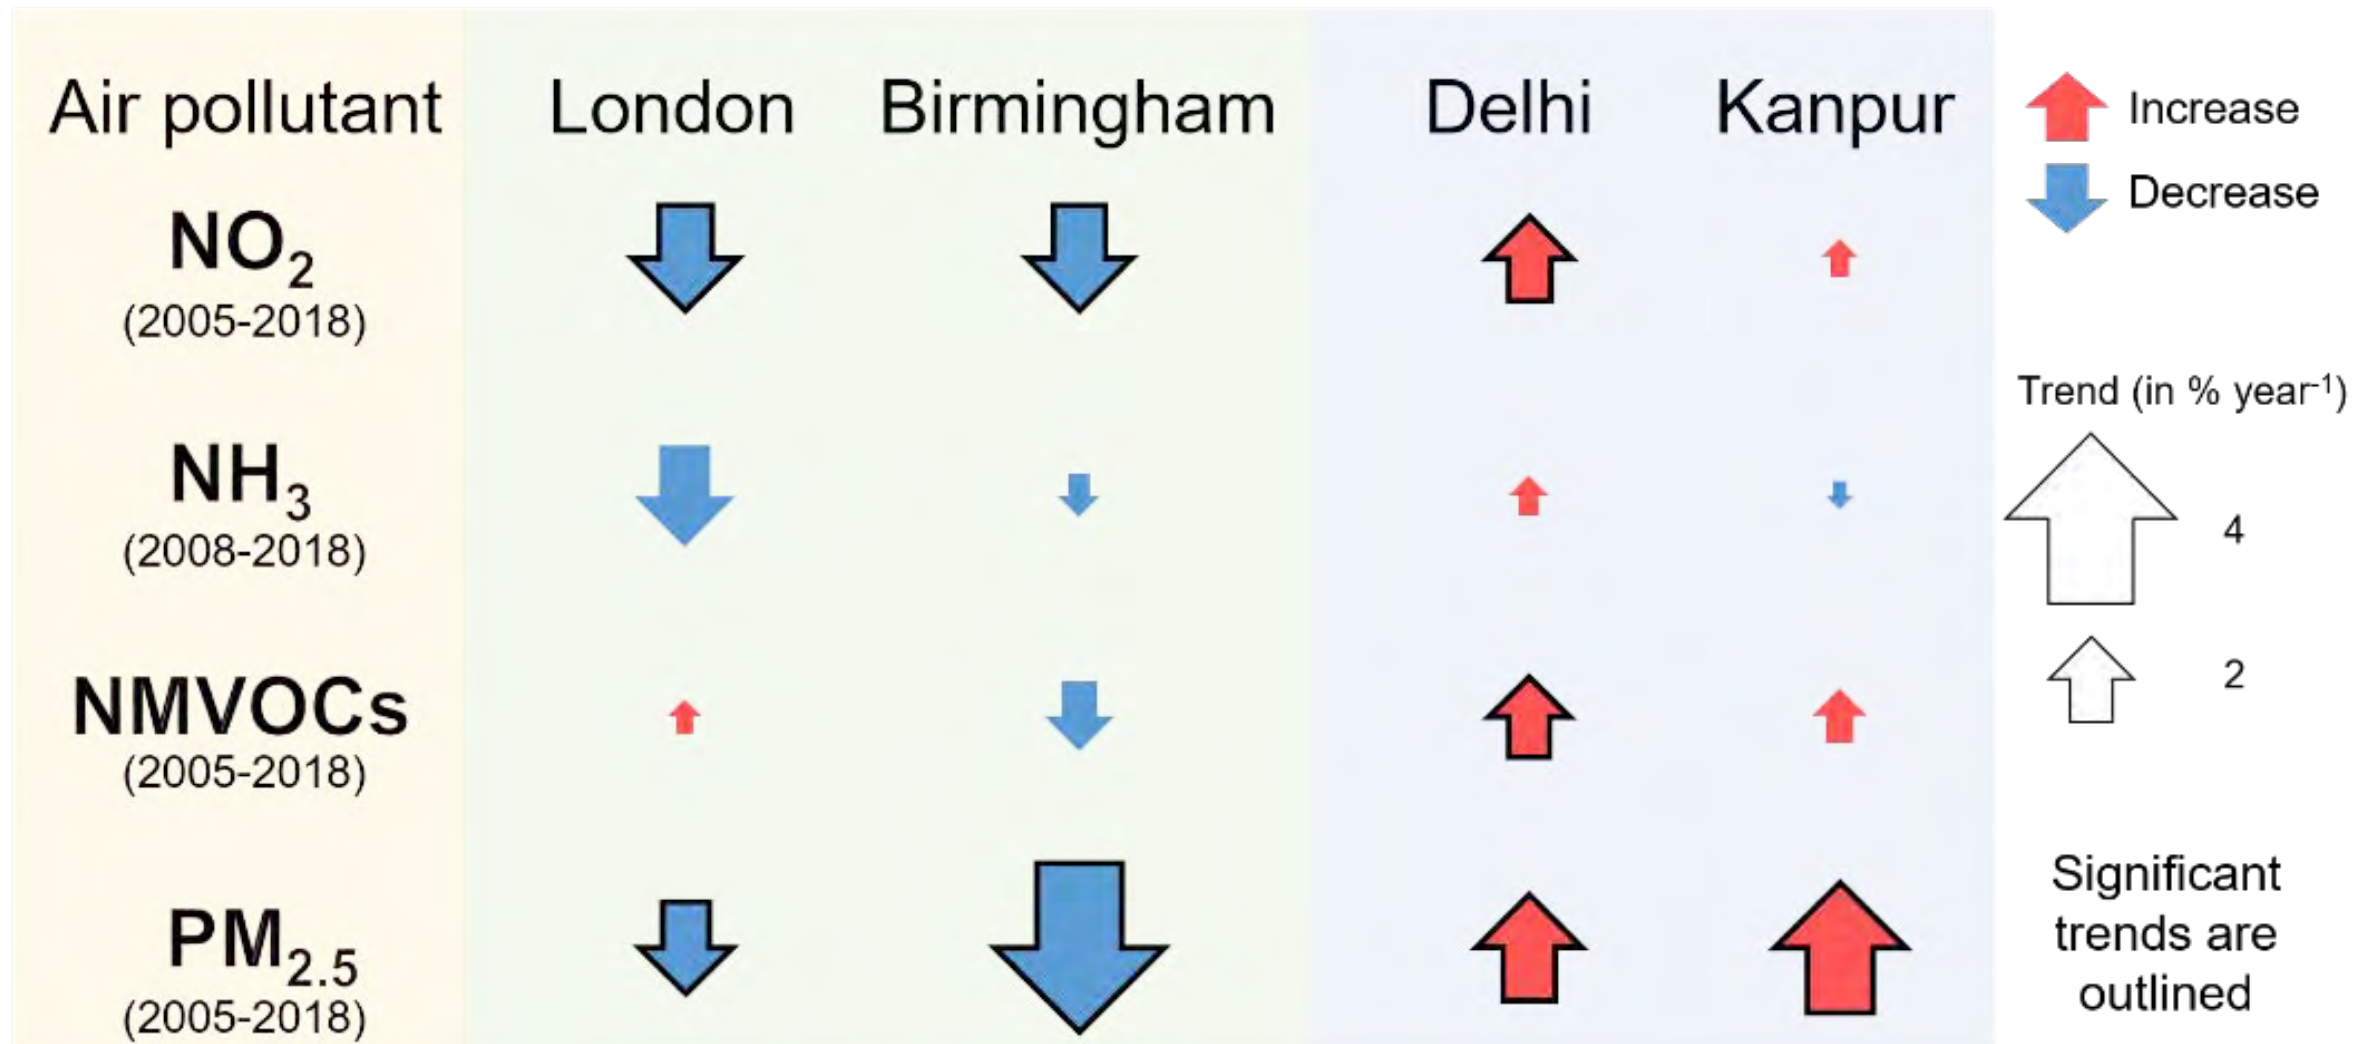 Air pollutant London Birmingham Delhi Kanpur
NO₂
(2005-2018)
NH₃
(2008-2018)
NMVOCs
(2005-2018)
PM₂.₅
(2005-2018)
Increase
Decrease
Trend (in % year⁻¹)
4
2
Significant
trends are
outlined